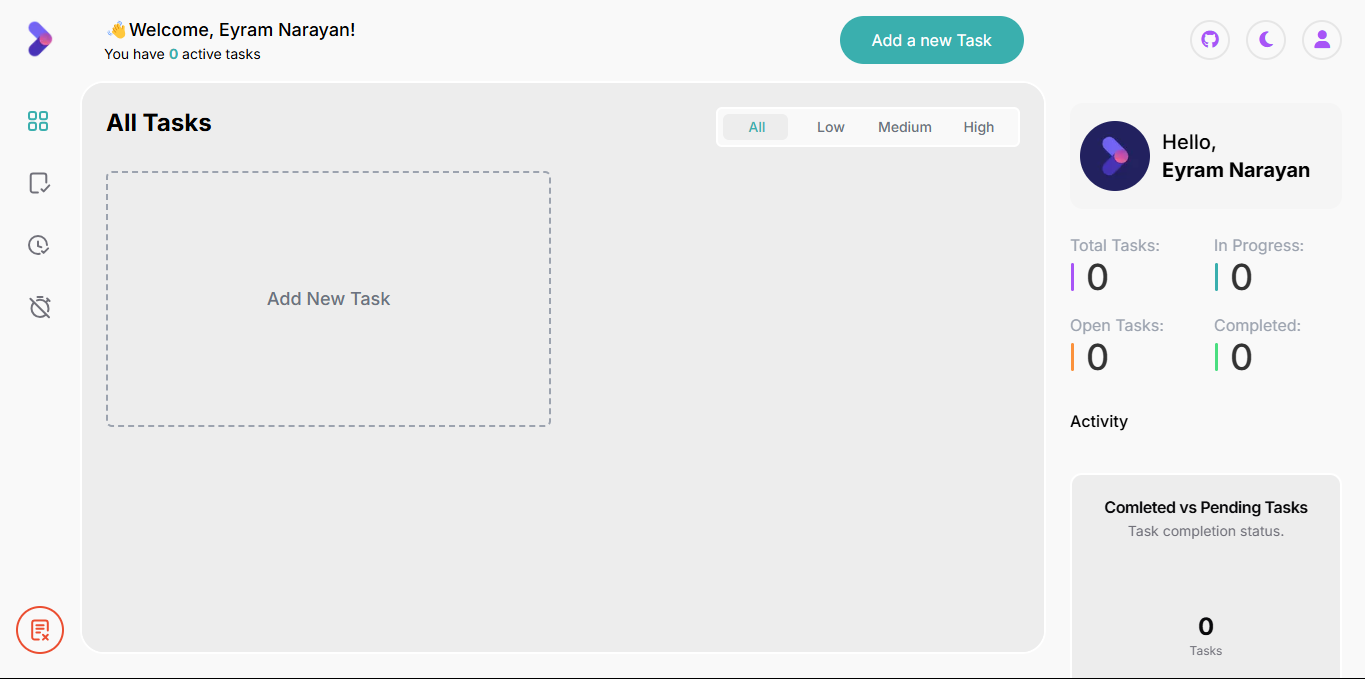 👋Welcome, Eyram Narayan!
You have 0 active tasks
Add a new Task
All Tasks
All Low Medium High
Add New Task
Hello,
Eyram Narayan
Total Tasks: In Progress:
0 0
Open Tasks: Completed:
0 0
Activity
Comleted vs Pending Tasks
Task completion status.
0
Tasks